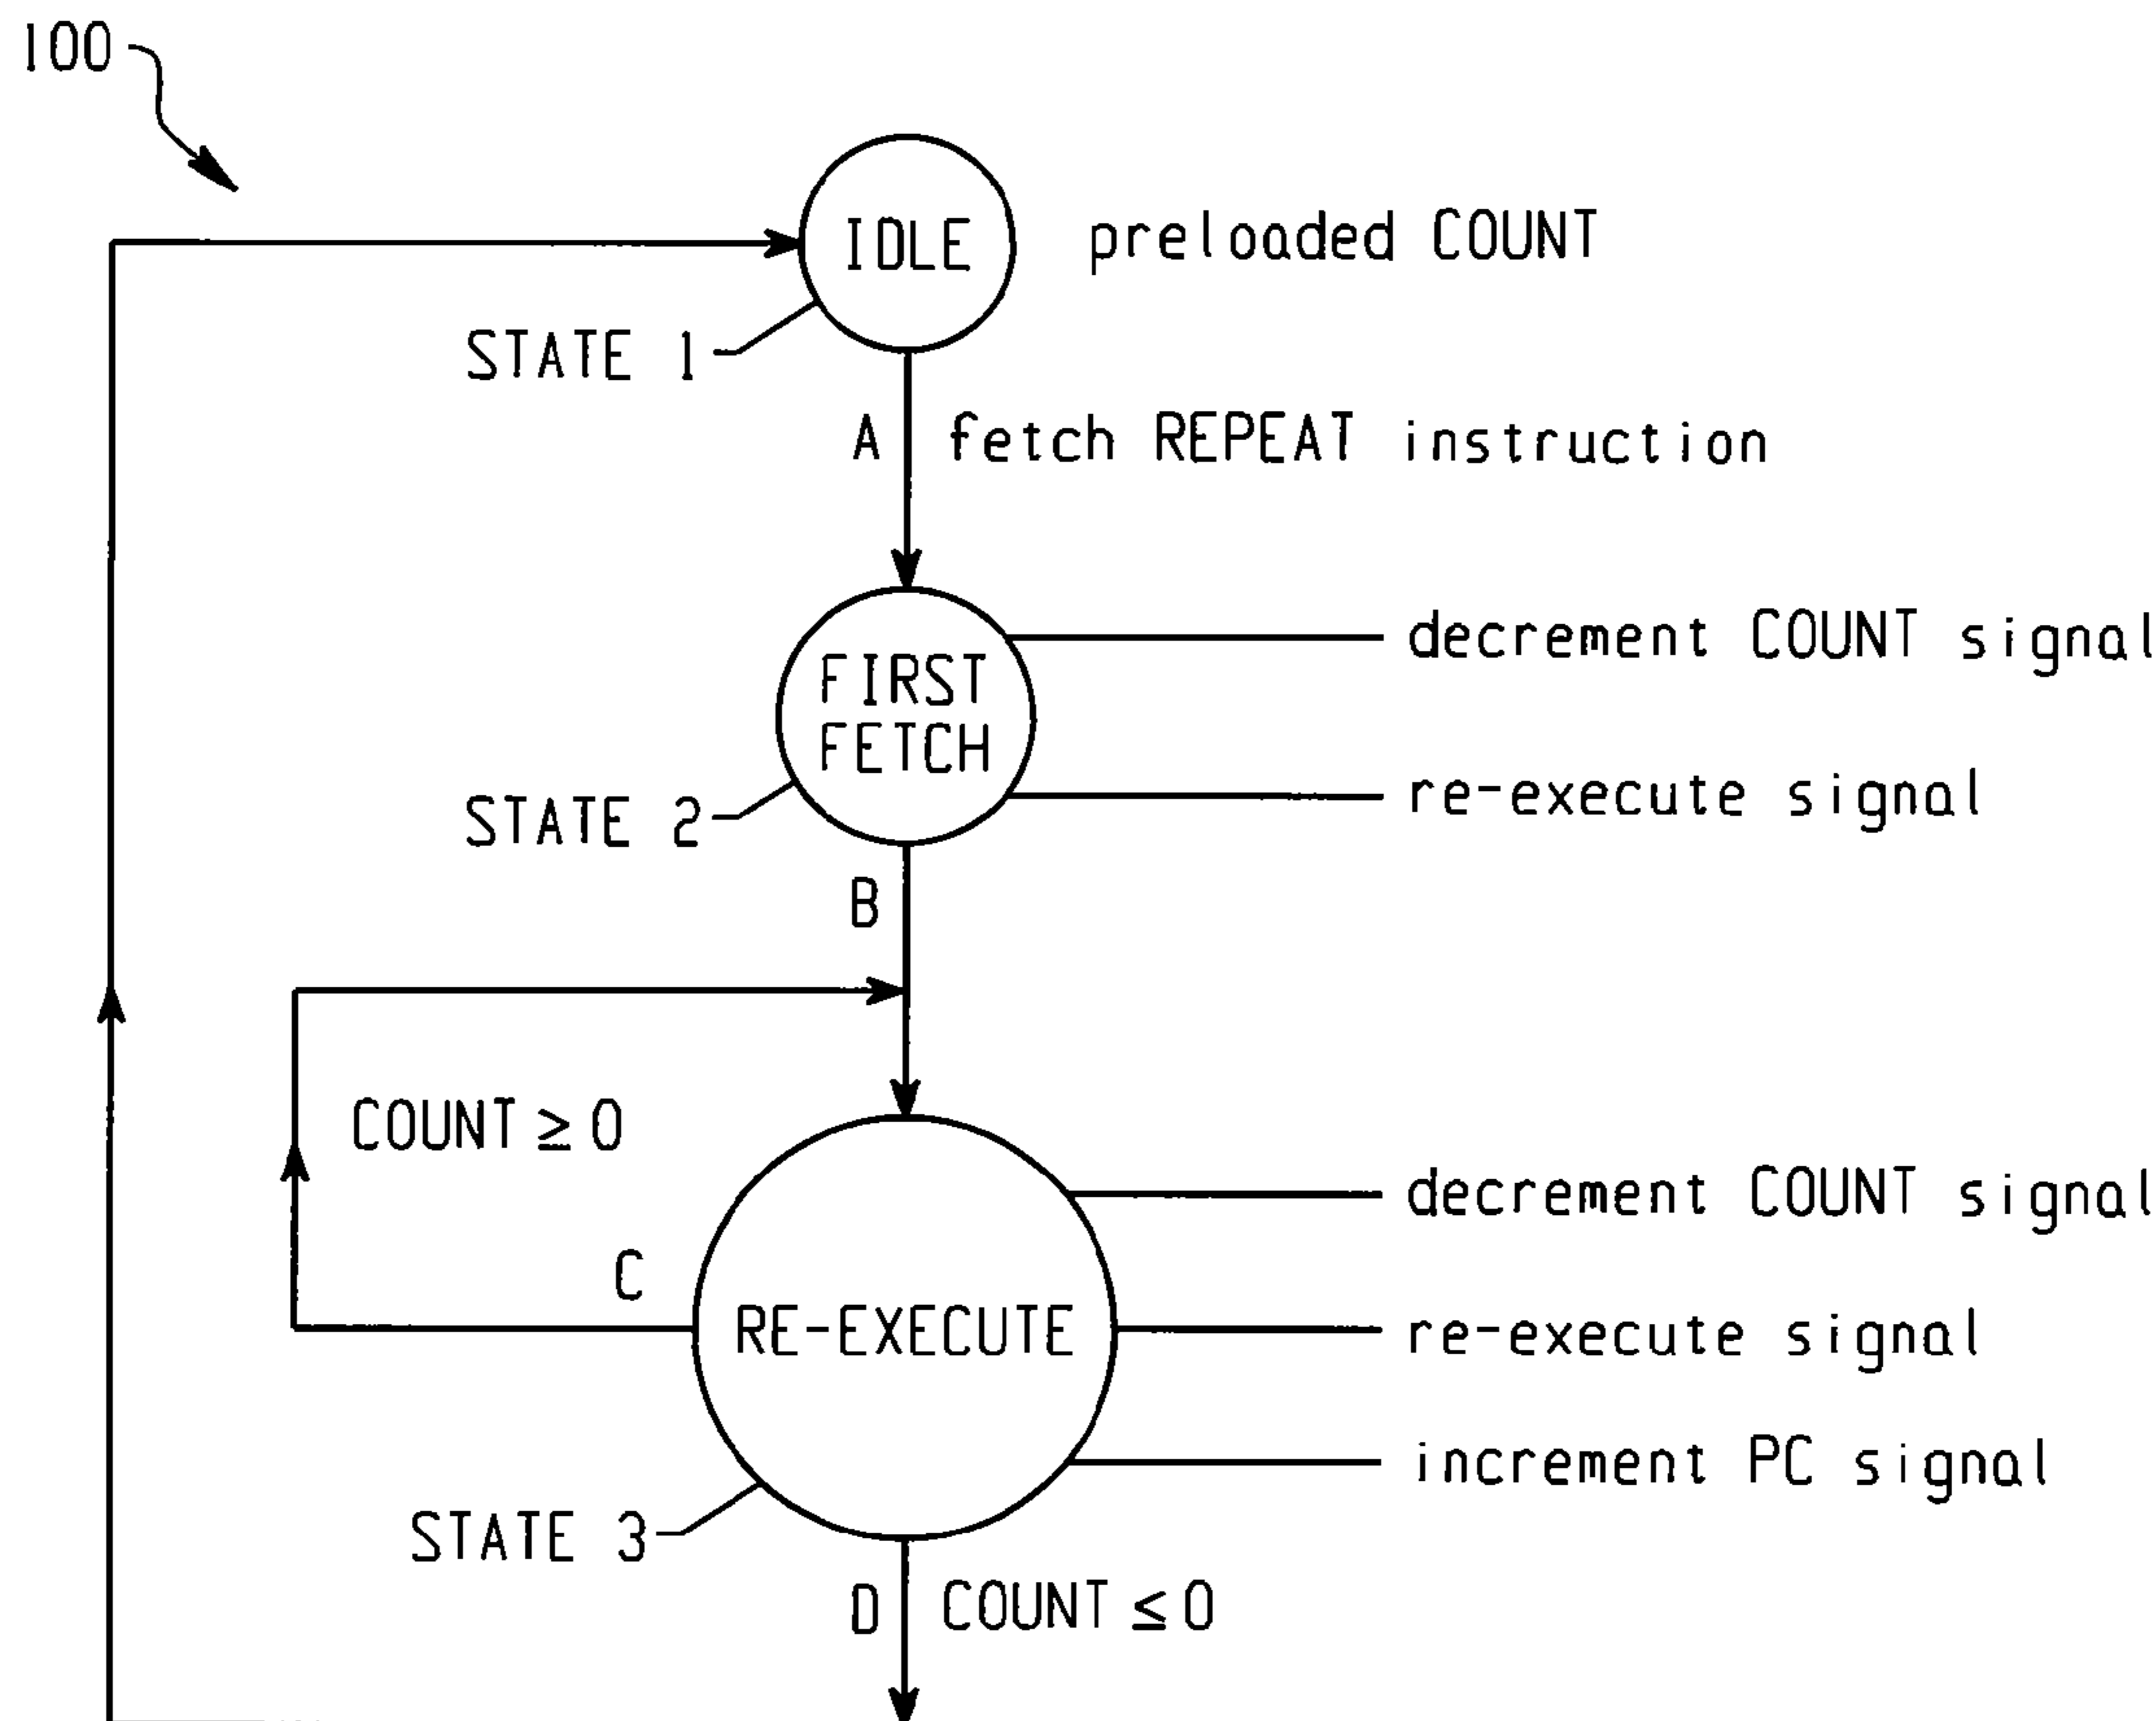 100
IDLE
preloaded COUNT
STATE 1
A
fetch REPEAT instruction
FIRST
FETCH
decrement COUNT signal
re-execute signal
STATE 2
B
COUNT ≥ 0
C
RE-EXECUTE
decrement COUNT signal
re-execute signal
increment PC signal
STATE 3
D
COUNT ≤ 0